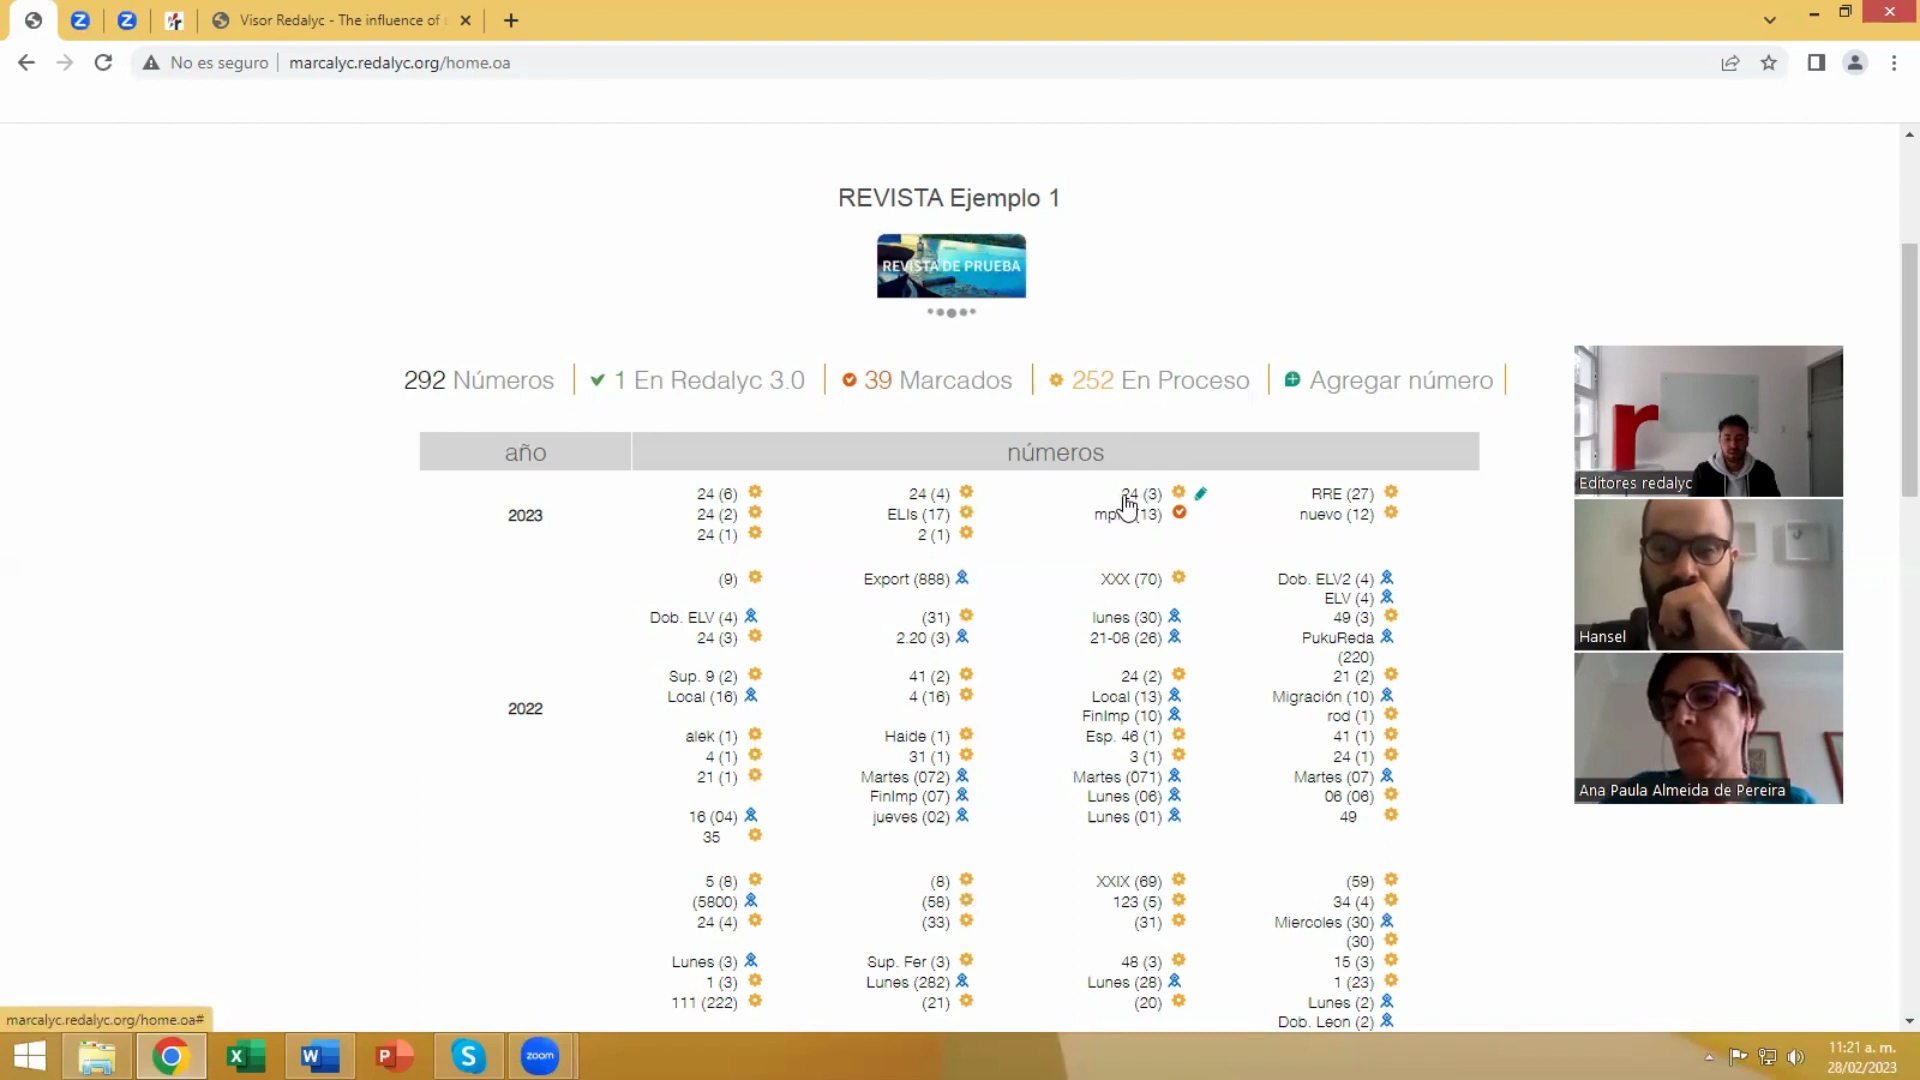 Visor Redalyc - The influence of
No es seguro
marcalyc.redalyc.org/home.oa
REVISTA Ejemplo 1
REVISTA DE PRUEBA
292 Números
1 En Redalyc 3.0
39 Marcados
252 En Proceso
Agregar número
año números
2023
24 (6) 24 (4) 24 (3) RRE (27)
24 (2) ELIs (17) (13) nuevo (12)
24 (1) 2 (1)
2022
(9) Export (888) XXX (70) Dob. ELV2 (4)
ELV (4)
Dob. ELV (4) (31) lunes (30) 49 (3)
24 (3) 2.20 (3) 21-08 (26) PukuReda
(220)
Sup. 9 (2) 41 (2) 24 (2) 21 (2)
Local (16) 4 (16) Local (13) Migración (10)
FinImp (10) rod (1)
alek (1) Haide (1) Esp. 46 (1) 41 (1)
4 (1) 31 (1) 3 (1) 24 (1)
21 (1) Martes (072) Martes (071) Martes (07)
FinImp (07) Lunes (06) 06 (06)
16 (04) jueves (02) Lunes (01) 49
35
5 (8) (8) XXIX (69) (59)
(5800) (58) 123 (5) 34 (4)
24 (4) (33) (31) Miercoles (30)
(30)
Lunes (3) Sup. Fer (3) 48 (3) 15 (3)
1 (3) Lunes (282) Lunes (28) 1 (23)
111 (222) (21) (20) Lunes (2)
Dob. Leon (2)
Editores redalyc
Hansel
Ana Paula Almeida de Pereira
marcalyc.redalyc.org/home.oa#
zoom
11:21 a. m.
28/02/2023